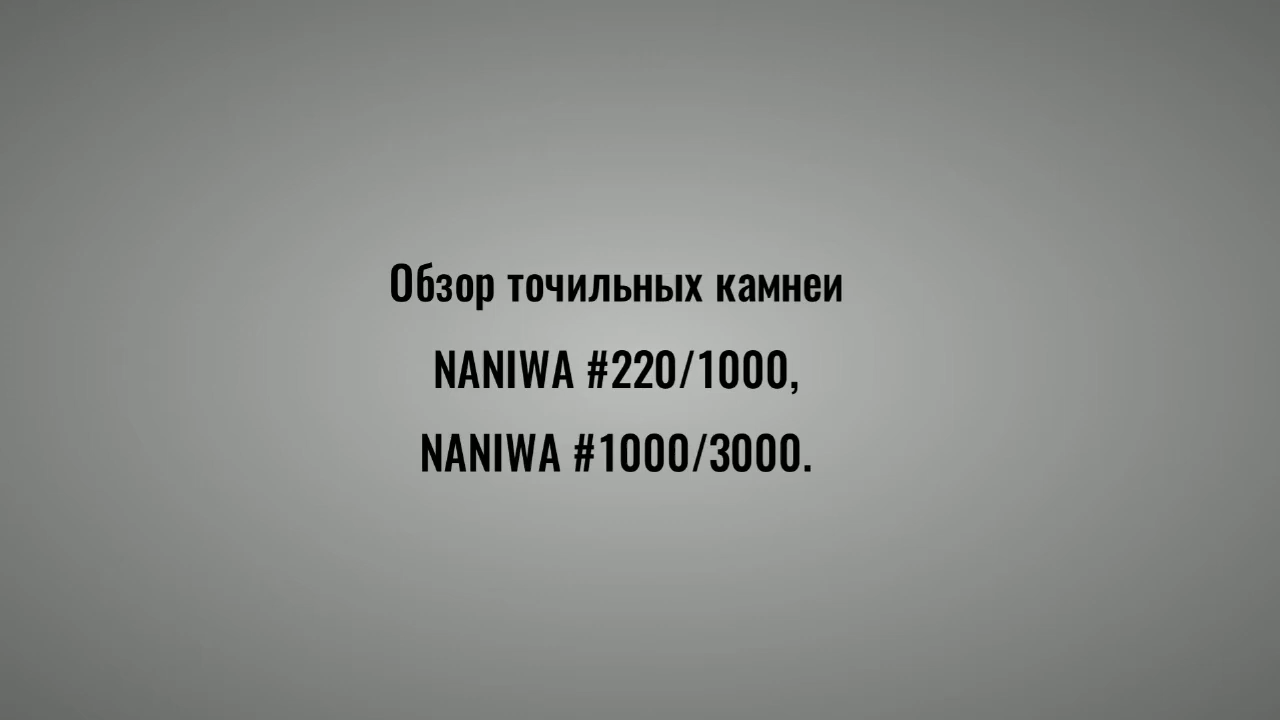 Обзор точильных камнеи
NANIWA #220/1000,
NANIWA #1000/3000.